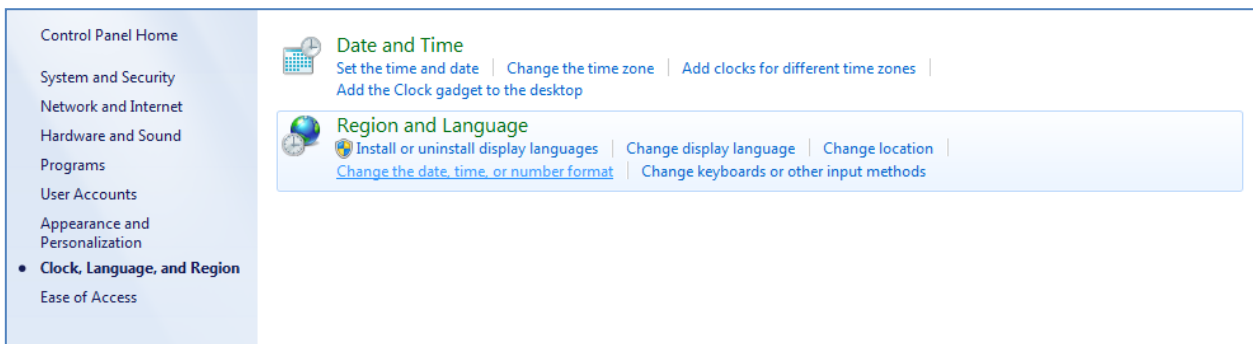 Control Panel Home
System and Security
Network and Internet
Hardware and Sound
Programs
User Accounts
Appearance and
Personalization
Clock, Language, and Region
Ease of Access
Date and Time
Set the time and date Change the time zone Add clocks for different time zones
Add the Clock gadget to the desktop
Region and Language
Install or uninstall display languages Change display language Change location
Change the date, time, or number format Change keyboards or other input methods